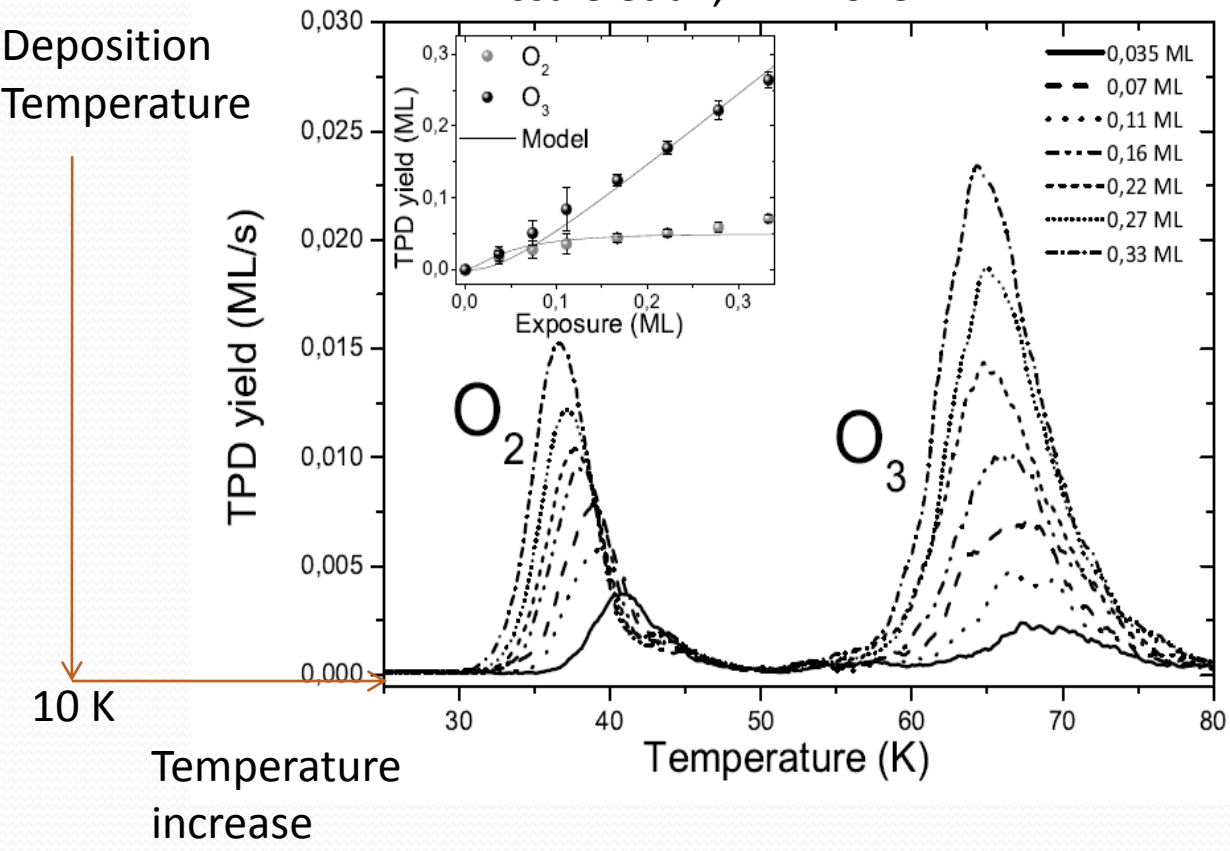 Deposition
Temperature
10 K
Temperature
increase
TPD yield (ML/s)
0,030
0,025
0,020
0,015
0,010
0,005
0,000
30 40 50 60 70 80
Temperature (K)
O2
O3
0,035 ML
0,07 ML
0,11 ML
0,16 ML
0,22 ML
0,27 ML
0,33 ML
TPD yield (ML)
0,3
0,2
0,1
0,0
O2
O3
Model
0,0 0,1 0,2 0,3
Exposure (ML)